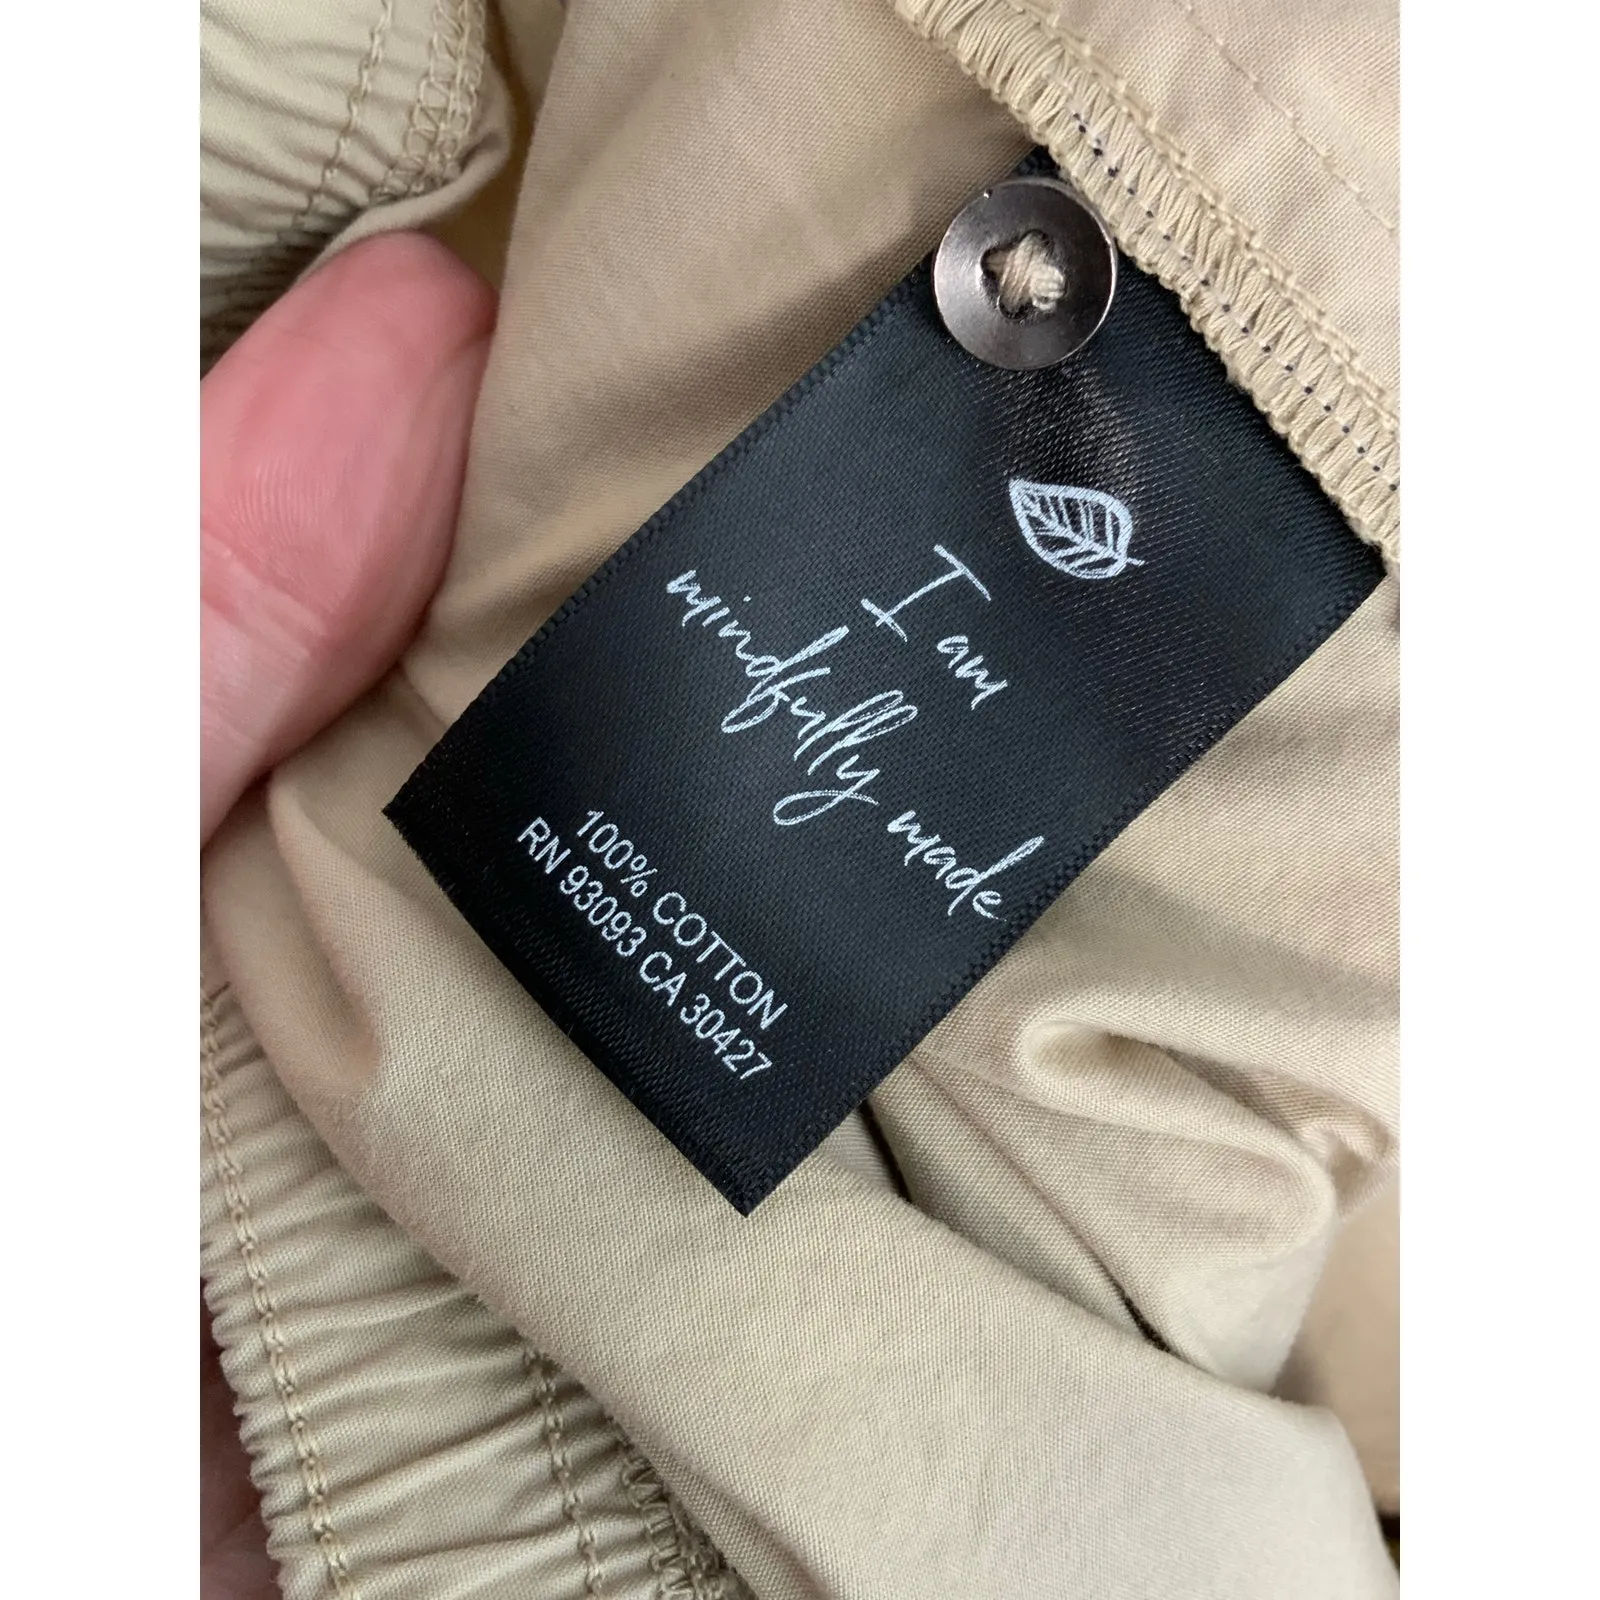 I am
mindfully made
100% COTTON
RN 93093 CA 30427